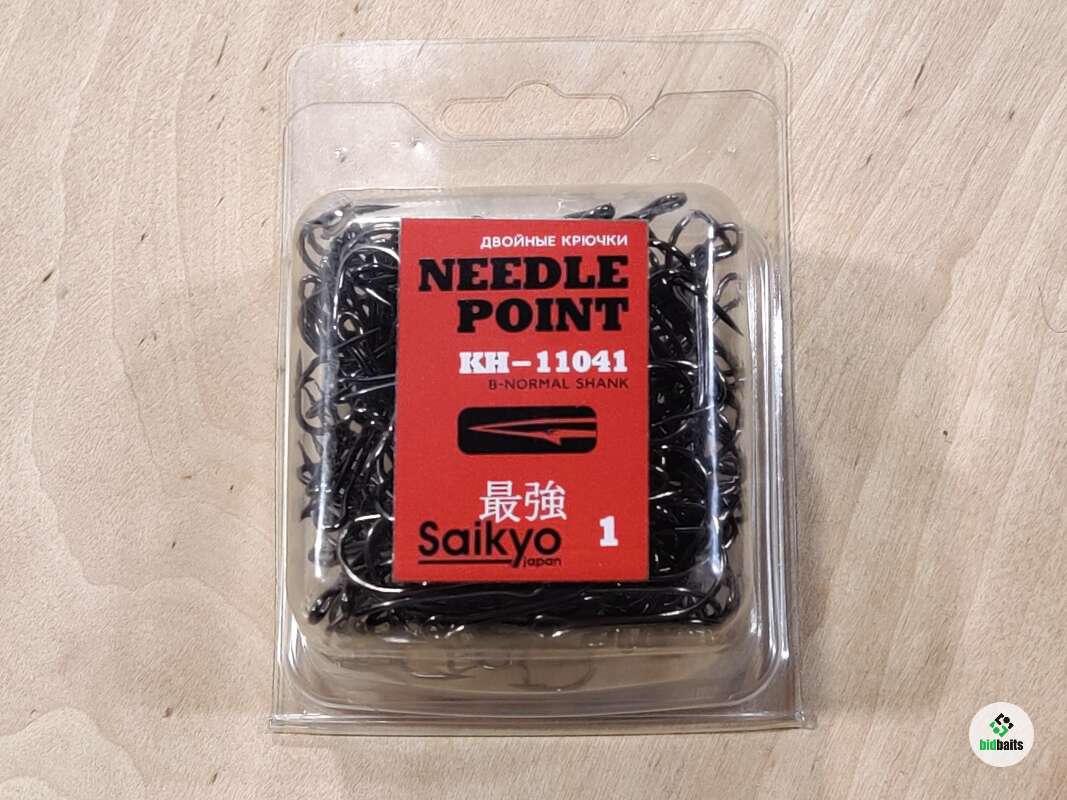 ДВОЙНЫЕ КРЮЧКИ
NEEDLE
POINT
KH-11041
B-NORMAL SHANK
最強
Saikyo
japan
1
bidbaits